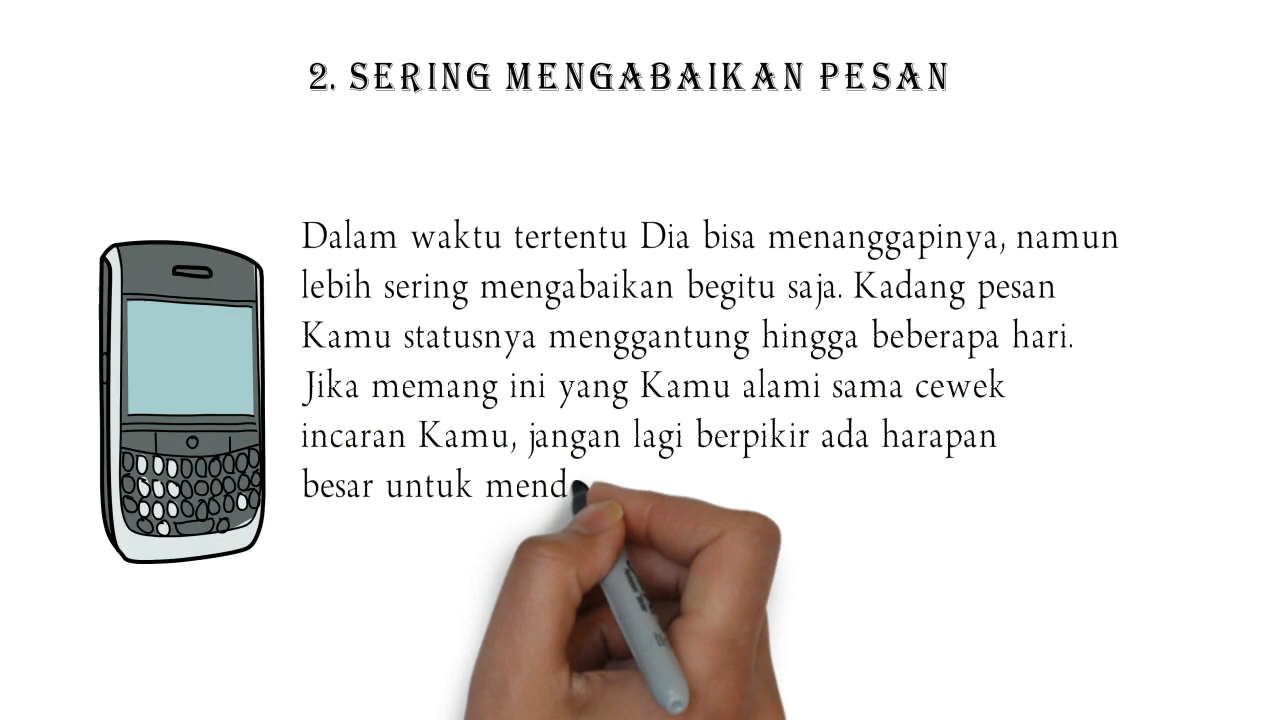 2. SERING MENGABAIKAN PESAN
Dalam waktu tertentu Dia bisa menanggapinya, namun
lebih sering mengabaikan begitu saja. Kadang pesan
Kamu statusnya menggantung hingga beberapa hari.
Jika memang ini yang Kamu alami sama cewek
incaran Kamu, jangan lagi berpikir ada harapan
besar untuk mend